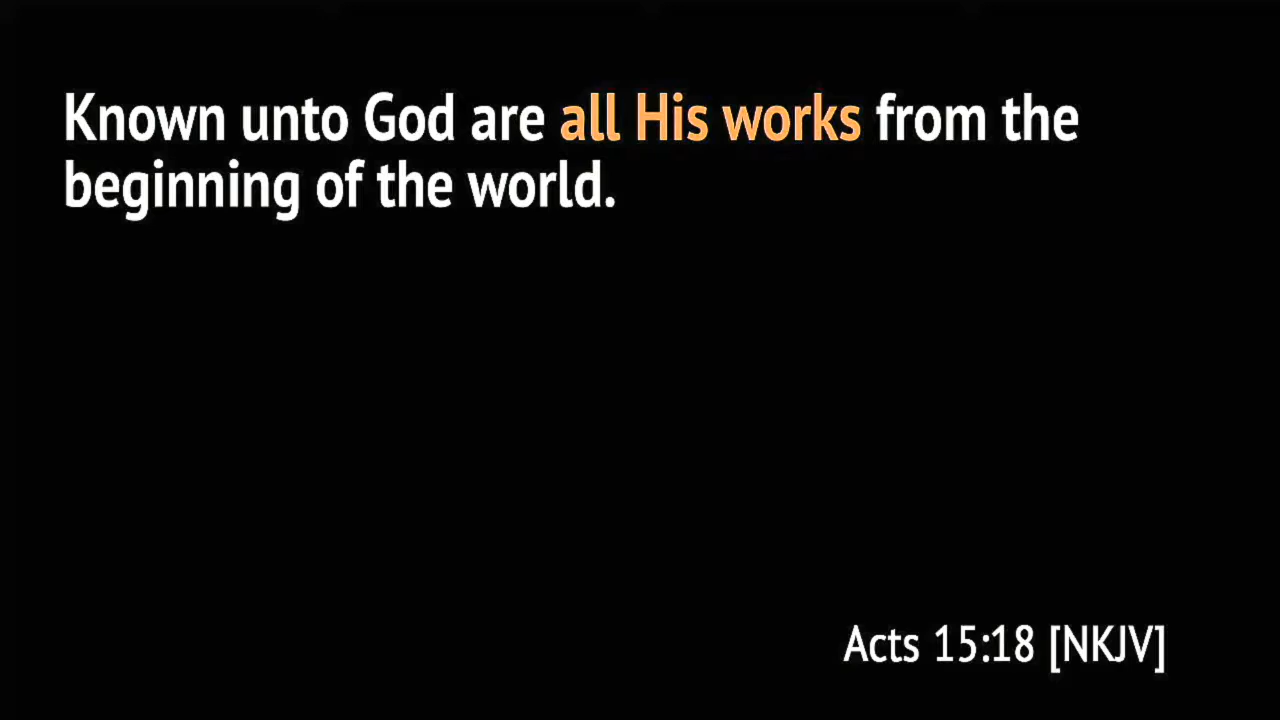 Known unto God are all His works from the
beginning of the world.
Acts 15:18 [NKJV]